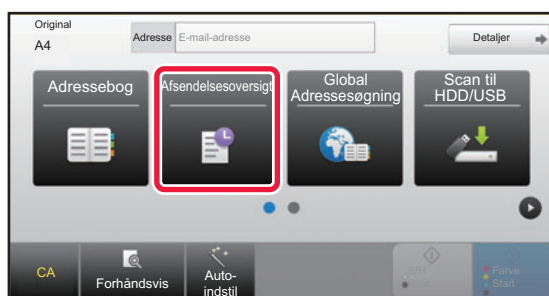 Original
A4
Adresse E-mail-adresse
Detaljer
Adressebog
Afsendelsesoversigt
Global
Adressesøgning
Scan til
HDD/USB
CA
Forhåndsvis
Auto-
indstil
S/H
Start
Farve
Start